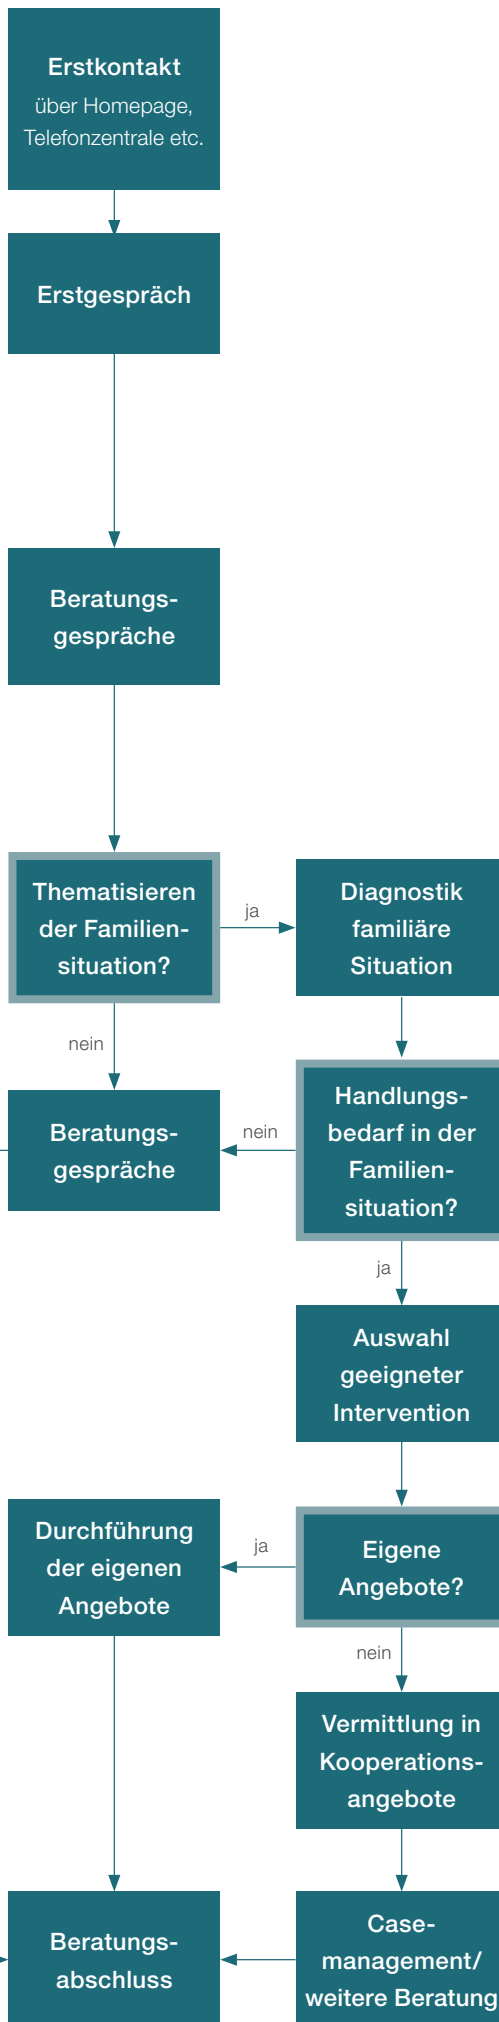 Erstkontakt
über Homepage,
Telefonzentrale etc.
Erstgespräch
Beratungs-
gespräche
Thematisieren
der Familien-
situation?
ja
Diagnostik
familiäre
Situation
nein
Beratungs-
gespräche
nein
Handlungs-
bedarf in der
Familien-
situation?
ja
Auswahl
geeigneter
Intervention
Durchführung
der eigenen
Angebote
ja
Eigene
Angebote?
nein
Vermittlung in
Kooperations-
angebote
Beratungs-
abschluss
Case-
management/
weitere Beratung